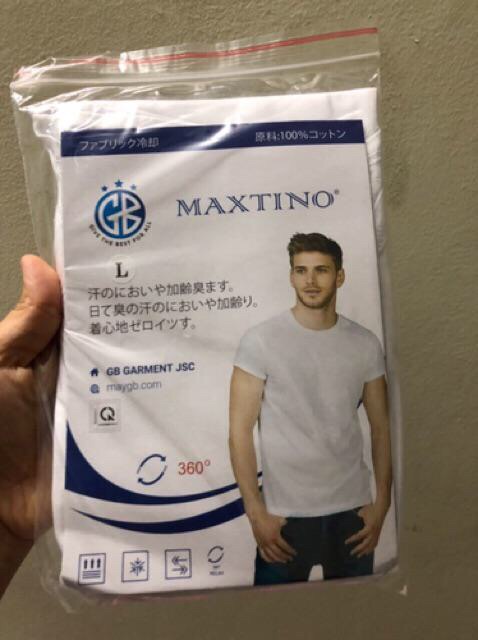 ファブリック冷却
原料:100%コットン
GB
GIVE THE BEST FOR ALL
MAXTINO®
L
汗のにおいや加齢臭ます。
日て臭の汗のにおいや加齢り。
着心地ゼロイツす。
GB GARMENT JSC
maygb.com
Q
360°